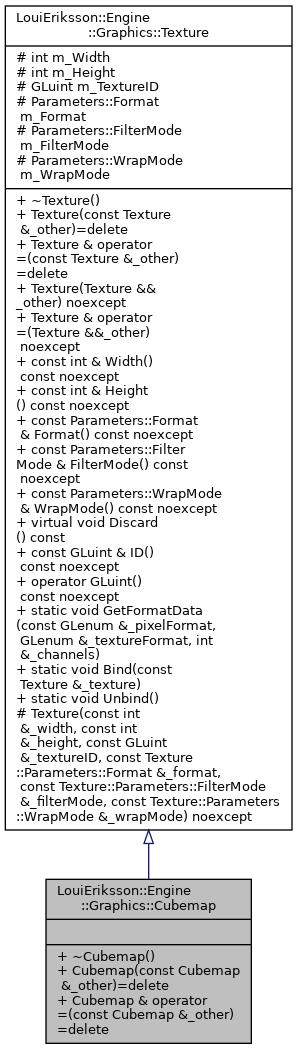 LouiEriksson::Engine
::Graphics::Texture
# int m_Width
# int m_Height
# GLuint m_TextureID
# Parameters::Format
m_Format
# Parameters::FilterMode
m_FilterMode
# Parameters::WrapMode
m_WrapMode
+ ~Texture()
+ Texture(const Texture
&_other)=delete
+ Texture & operator
=(const Texture &_other)
=delete
+ Texture(Texture &&
_other) noexcept
+ Texture & operator
=(Texture &&_other)
noexcept
+ const int & Width()
const noexcept
+ const int & Height
() const noexcept
+ const Parameters::Format
& Format() const noexcept
+ const Parameters::Filter
Mode & FilterMode() const
noexcept
+ const Parameters::WrapMode
& WrapMode() const noexcept
+ virtual void Discard
() const
+ const GLuint & ID()
const noexcept
+ operator GLuint()
const noexcept
+ static void GetFormatData
(const GLenum &_pixelFormat,
GLenum &_textureFormat, int
&_channels)
+ static void Bind(const
Texture &_texture)
+ static void Unbind()
# Texture(const int
&_width, const int
&_height, const GLuint
&_textureID, const Texture
::Parameters::Format &_format,
const Texture::Parameters::FilterMode
&_filterMode, const Texture::Parameters
::WrapMode &_wrapMode) noexcept
LouiEriksson::Engine
::Graphics::Cubemap
+ ~Cubemap()
+ Cubemap(const Cubemap
&_other)=delete
+ Cubemap & operator
=(const Cubemap &_other)
=delete